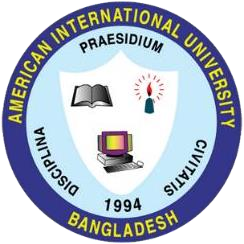 AMERICAN INTERNATIONAL UNIVERSITY
BANGLADESH
PRAESIDIUM
DISCIPLINA
CIVITATIS
1994